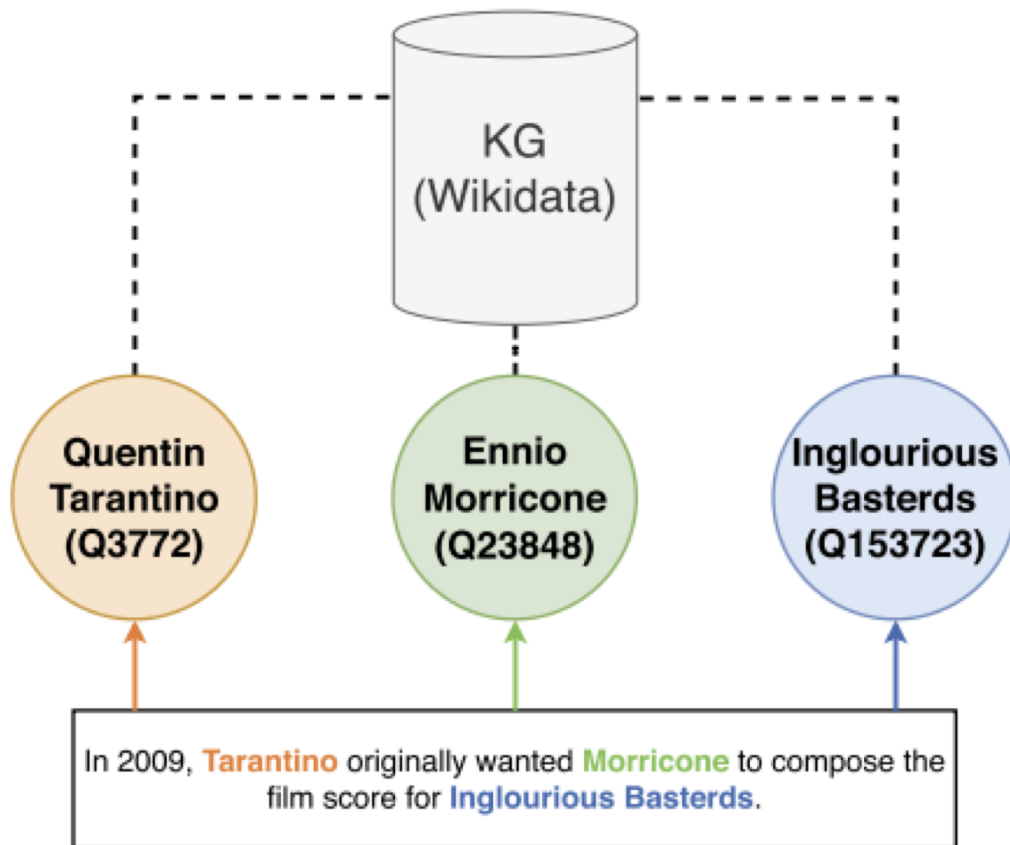 KG
(Wikidata)
Quentin
Tarantino
(Q3772)
Ennio
Morricone
(Q23848)
Inglourious
Basterds
(Q153723)
In 2009, Tarantino originally wanted Morricone to compose the
film score for Inglourious Basterds.